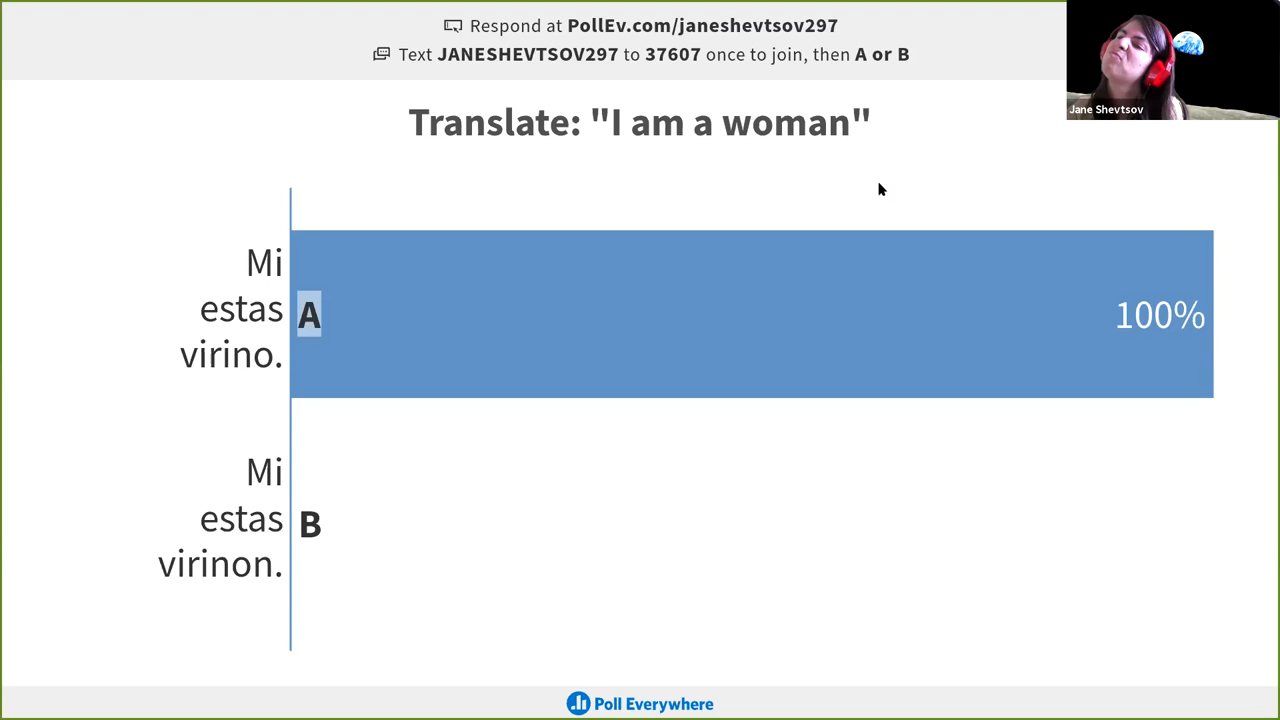 Respond at PollEv.com/janeshevtsov297
Text JANESHEVTSOV297 to 37607 once to join, then A or B
Jane Shevtsov
Translate: "I am a woman"
Mi
estas
virino.
A
100%
Mi
estas
virinon.
B
Poll Everywhere